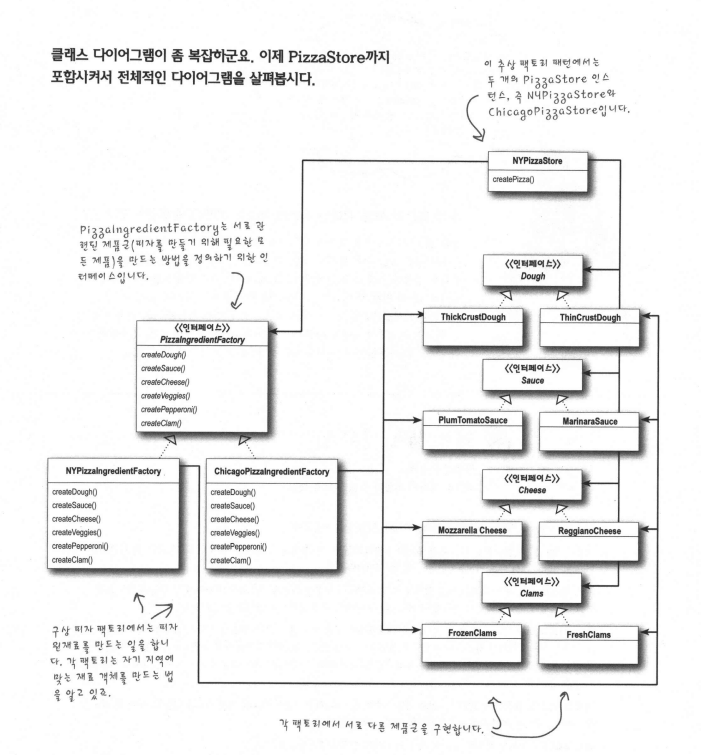 클래스 다이어그램이 좀 복잡하군요. 이제 PizzaStore까지
포함시켜서 전체적인 다이어그램을 살펴봅시다.
이 추상 팩토리 패턴에서는
두 개의 PizzaStore 인스
턴스, 즉 NYPizzaStore와
ChicagoPizzaStore입니다.
NYPizzaStore
createPizza()
PizzaIngredientFactory는 서로 관
련된 제품군(피자를 만들기 위해 필요한 모
든 제품)을 만드는 방법을 정의하기 위한 인
터페이스입니다.
<<인터페이스>>
Dough
ThickCrustDough
ThinCrustDough
<<인터페이스>>
PizzaIngredientFactory
createDough()
createSauce()
createCheese()
createVeggies()
createPepperoni()
createClam()
<<인터페이스>>
Sauce
PlumTomatoSauce
MarinaraSauce
NYPizzaIngredientFactory
createDough()
createSauce()
createCheese()
createVeggies()
createPepperoni()
createClam()
ChicagoPizzaIngredientFactory
createDough()
createSauce()
createCheese()
createVeggies()
createPepperoni()
createClam()
<<인터페이스>>
Cheese
Mozzarella Cheese
ReggianoCheese
<<인터페이스>>
Clams
FrozenClams
FreshClams
구상 피자 팩토리에서는 피자
원재료를 만드는 일을 합니
다. 각 팩토리는 자기 지역에
맞는 재료 객체를 만드는 법
을 알고 있죠.
각 팩토리에서 서로 다른 제품군을 구현합니다.